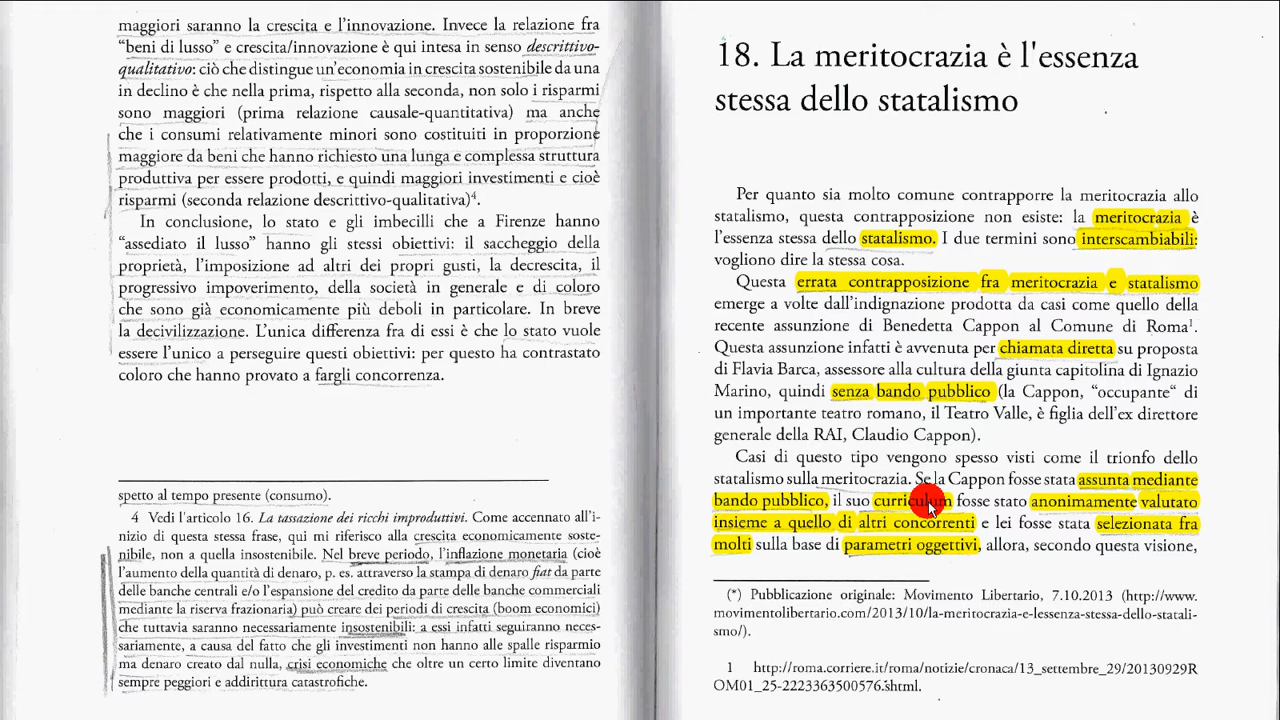 maggiori saranno la crescita e l'innovazione. Invece la relazione fra
“beni di lusso” e crescita/innovazione è qui intesa in senso descrittivo-
qualitativo: ciò che distingue un'economia in crescita sostenibile da una
in declino è che nella prima, rispetto alla seconda, non solo i risparmi
sono maggiori (prima relazione causale-quantitativa) ma anche
che i consumi relativamente minori sono costituiti in proporzione
maggiore da beni che hanno richiesto una lunga e complessa struttura
produttiva per essere prodotti, e quindi maggiori investimenti e cioè
risparmi (seconda relazione descrittivo-qualitativa)4.
In conclusione, lo stato e gli imbecilli che a Firenze hanno
“assediato il lusso” hanno gli stessi obiettivi: il saccheggio della
proprietà, l'imposizione ad altri dei propri gusti, la decrescita, il
progressivo impoverimento, della società in generale e di coloro
che sono già economicamente più deboli in particolare. In breve
la decivilizzazione. L'unica differenza fra di essi è che lo stato vuole
essere l'unico a perseguire questi obiettivi: per questo ha contrastato
coloro che hanno provato a fargli concorrenza.
spetto al tempo presente (consumo).
4 Vedi l'articolo 16. La tassazione dei ricchi improduttivi. Come accennato all'i-
nizio di questa stessa frase, qui mi riferisco alla crescita economicamente soste-
nibile, non a quella insostenibile. Nel breve periodo, l'inflazione monetaria (cioè
l'aumento della quantità di denaro, p. es. attraverso la stampa di denaro fiat da parte
delle banche centrali e/o l'espansione del credito da parte delle banche commerciali
mediante la riserva frazionaria) può creare dei periodi di crescita (boom economici)
che tuttavia saranno necessariamente insostenibili: a essi infatti seguiranno neces-
sariamente, a causa del fatto che gli investimenti non hanno alle spalle risparmio
ma denaro creato dal nulla, crisi economiche che oltre un certo limite diventano
sempre peggiori e addirittura catastrofiche.
18. La meritocrazia è l'essenza
stessa dello statalismo
Per quanto sia molto comune contrapporre la meritocrazia allo
statalismo, questa contrapposizione non esiste: la meritocrazia è
l'essenza stessa dello statalismo. I due termini sono interscambiabili:
vogliono dire la stessa cosa.
Questa errata contrapposizione fra meritocrazia e statalismo
emerge a volte dall'indignazione prodotta da casi come quello della
recente assunzione di Benedetta Cappon al Comune di Roma1.
Questa assunzione infatti è avvenuta per chiamata diretta su proposta
di Flavia Barca, assessore alla cultura della giunta capitolina di Ignazio
Marino, quindi senza bando pubblico (la Cappon, “occupante“ di
un importante teatro romano, il Teatro Valle, è figlia dell'ex direttore
generale della RAI, Claudio Cappon).
Casi di questo tipo vengono spesso visti come il trionfo dello
statalismo sulla meritocrazia. Se la Cappon fosse stata assunta mediante
bando pubblico, il suo curriculum fosse stato anonimamente valutato
insieme a quello di altri concorrenti e lei fosse stata selezionata fra
molti sulla base di parametri oggettivi, allora, secondo questa visione,
(*) Pubblicazione originale: Movimento Libertario, 7.10.2013 (http://www.
movimentolibertario.com/2013/10/la-meritocrazia-e-lessenza-stessa-dello-statali-
smo/).
1 http://roma.corriere.it/roma/notizie/cronaca/13_settembre_29/20130929R
OM01_25-2223363500576.shtml.